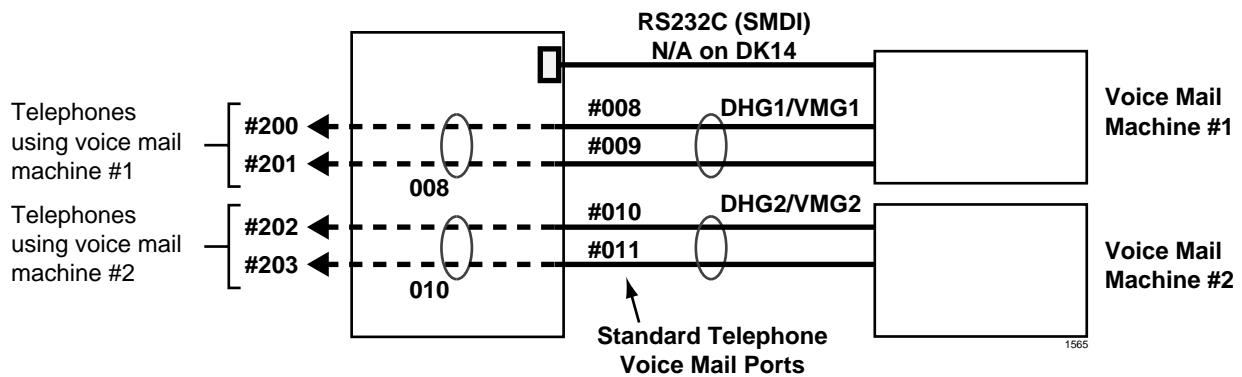 RS232C (SMDI)
N/A on DK14
Telephones
using voice mail
machine #1
#200
#201
008
#008
DHG1/VMG1
#009
Voice Mail
Machine #1
Telephones
using voice mail
machine #2
#202
#203
010
#010
DHG2/VMG2
#011
Voice Mail
Machine #2
Standard Telephone
Voice Mail Ports
1565